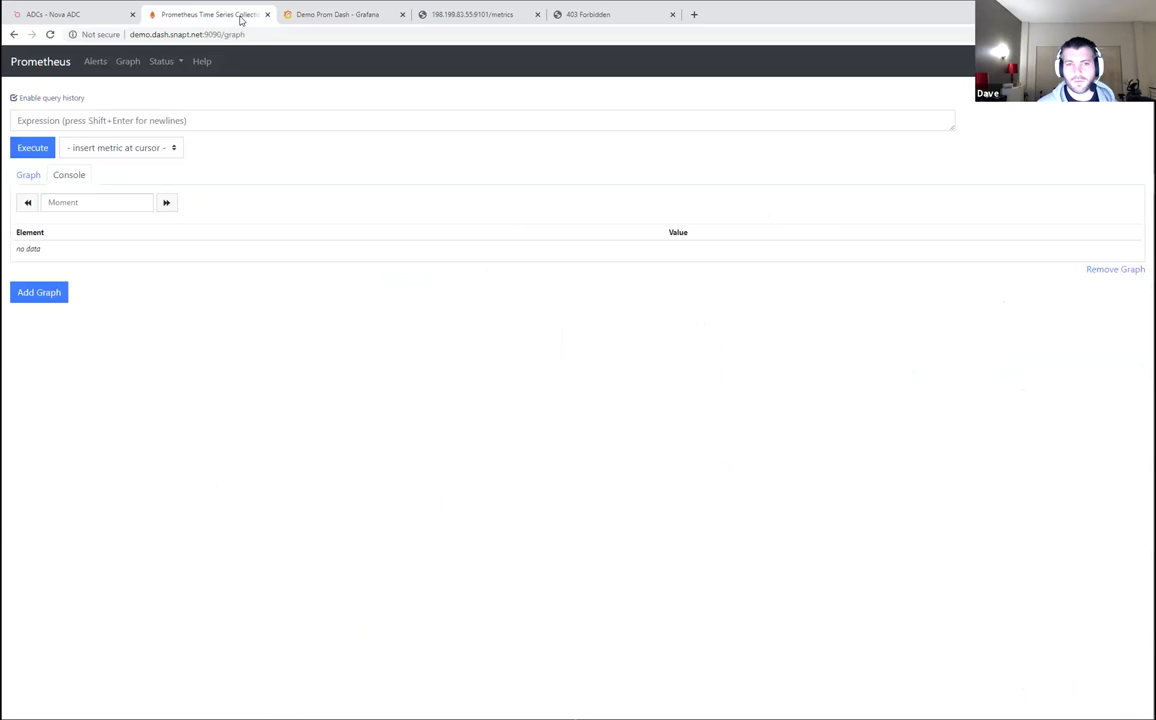 ADCs - Nova ADC
Prometheus Time Series Collecti
Demo Prom Dash - Grafana
198.199.83.55:9101/metrics
403 Forbidden
Not secure
demo.dash.snapt.net:9090/graph
Prometheus
Alerts
Graph
Status
Help
Dave
Enable query history
Expression (press Shift+Enter for newlines)
Execute
- insert metric at cursor -
Graph
Console
Moment
Element
Value
no data
Remove Graph
Add Graph